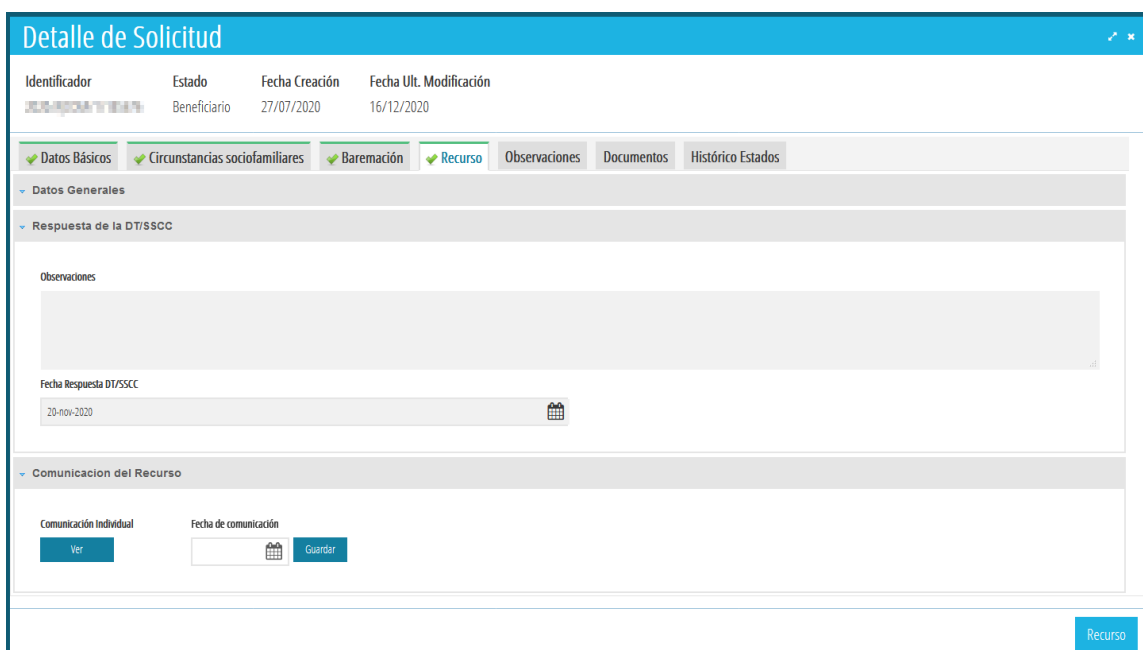 Detalle de Solicitud
Identificador Estado Fecha Creación Fecha Ult. Modificación
Beneficiario 27/07/2020 16/12/2020
Datos Básicos Circunstancias sociofamiliares Baremación Recurso Observaciones Documentos Histórico Estados
Datos Generales
Respuesta de la DT/SSCC
Observaciones
Fecha Respuesta DT/SSCC
20-nov-2020
Comunicacion del Recurso
Comunicación Individual Fecha de comunicación
Ver Guardar
Recurso